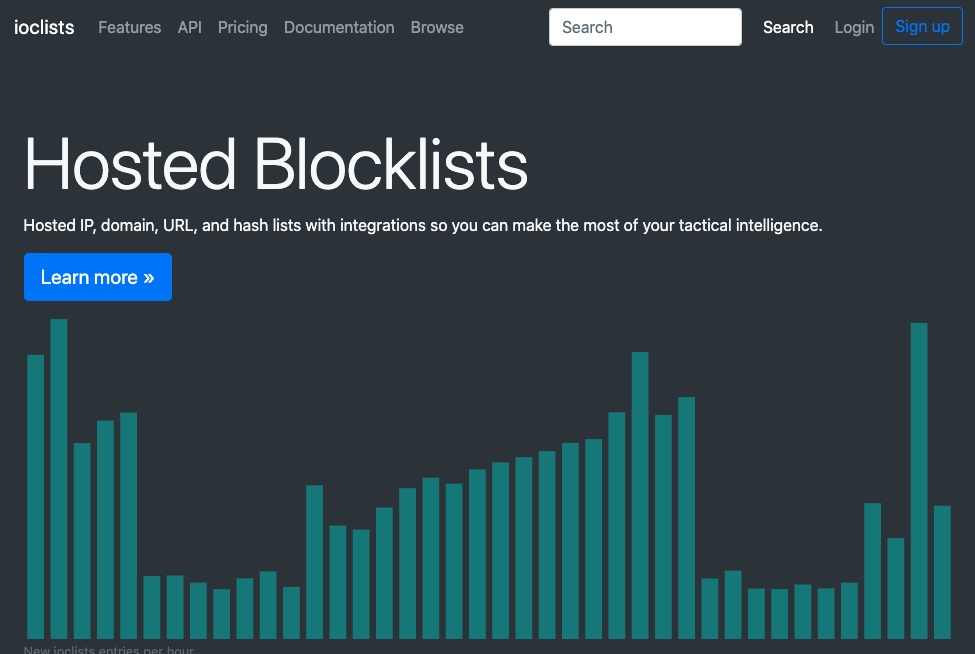 ioclists Features API Pricing Documentation Browse Search Search Login Sign up
Hosted Blocklists
Hosted IP, domain, URL, and hash lists with integrations so you can make the most of your tactical intelligence.
Learn more »
New ioclists entries per hour